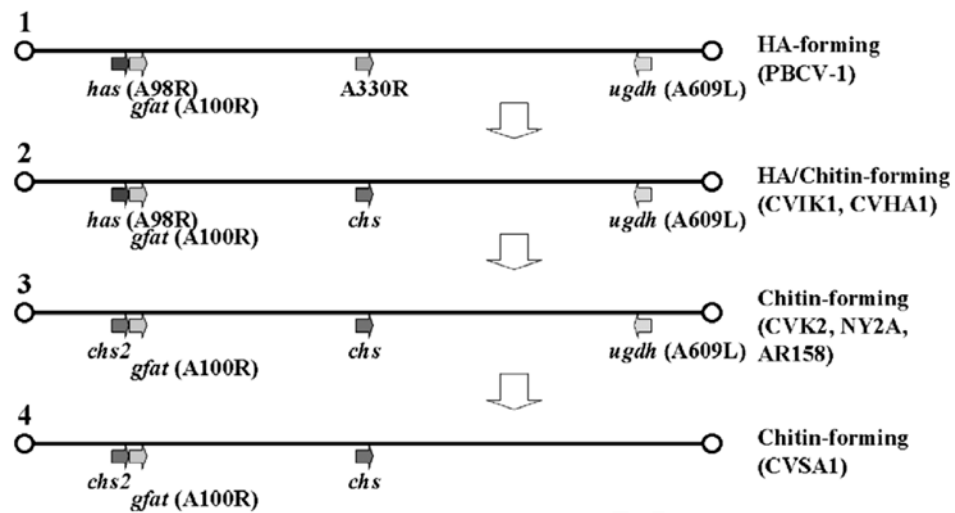 1
HA-forming
(PBCV-1)
has (A98R)
A330R
ugdh (A609L)
gfat (A100R)
2
HA/Chitin-forming
(CVIK1, CVHA1)
has (A98R)
chs
ugdh (A609L)
gfat (A100R)
3
Chitin-forming
(CVK2, NY2A,
AR158)
chs2
chs
ugdh (A609L)
gfat (A100R)
4
Chitin-forming
(CVSA1)
chs2
chs
gfat (A100R)